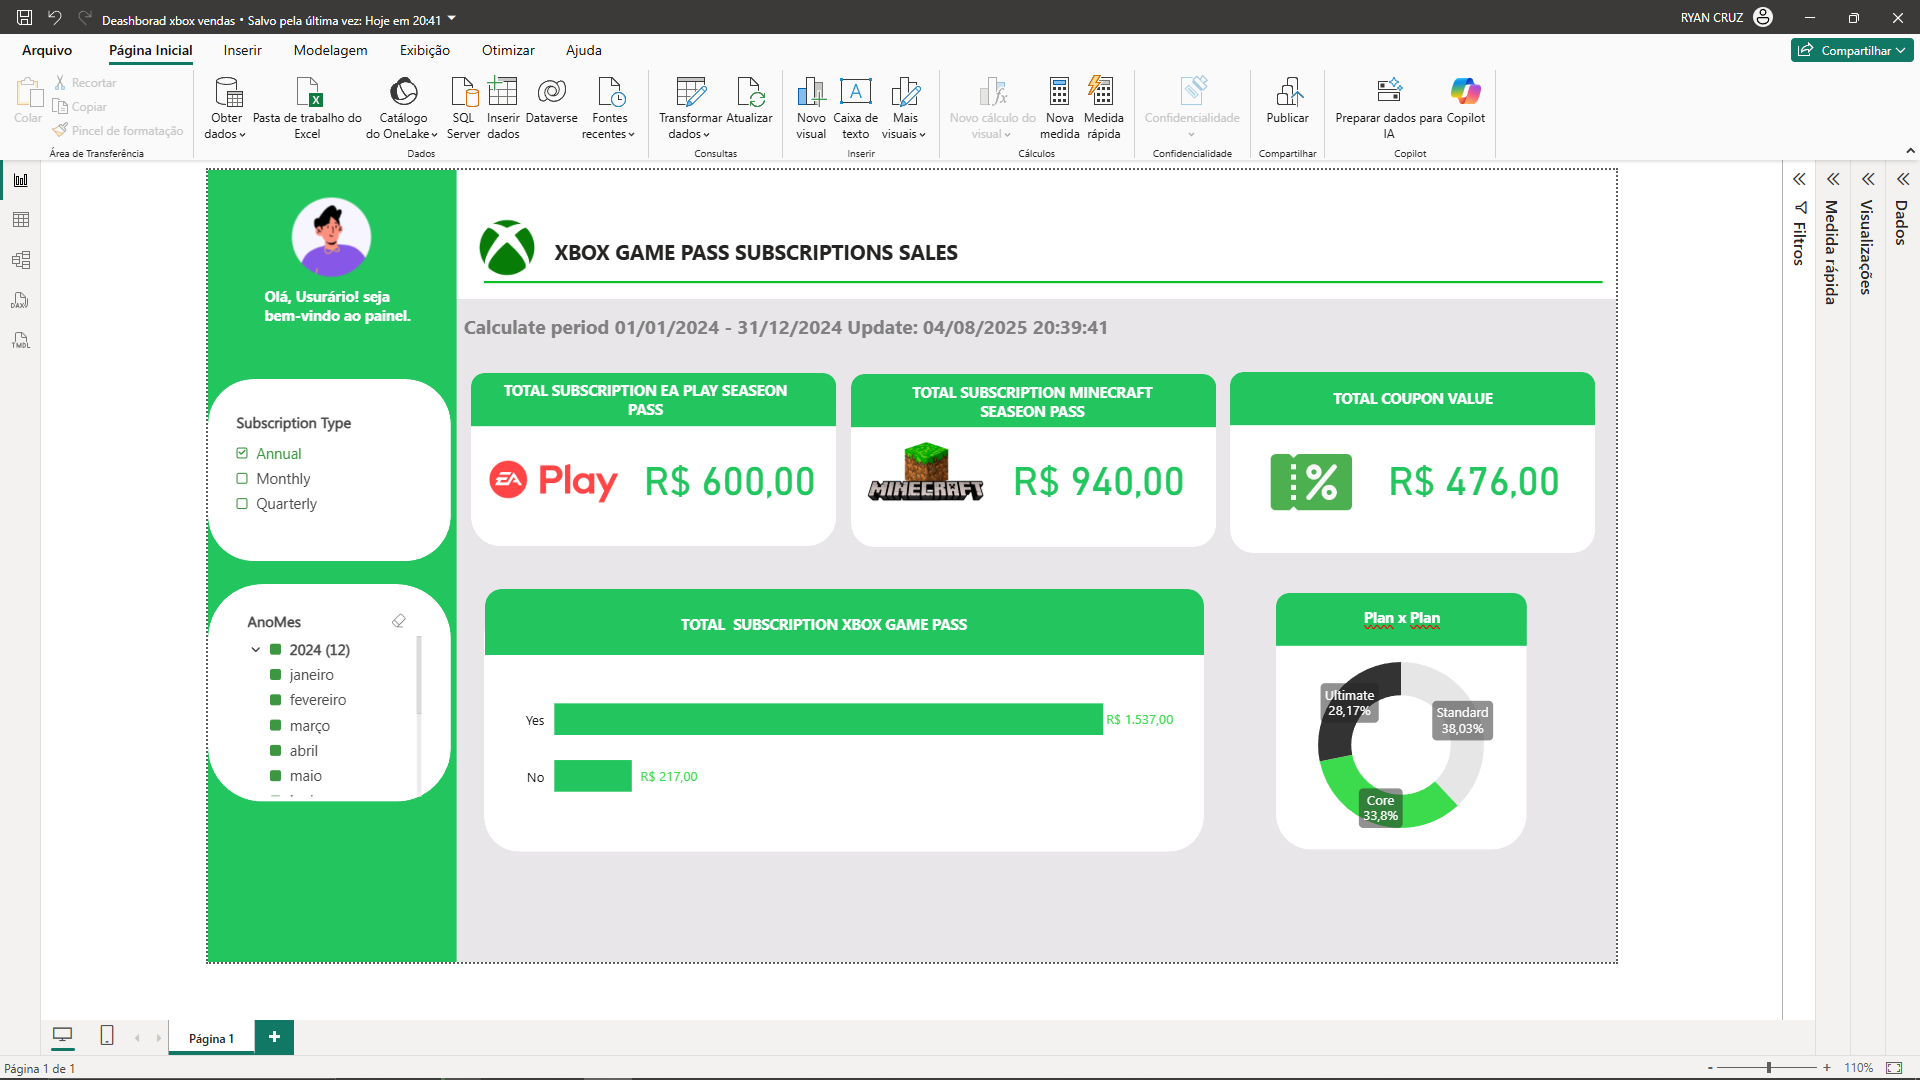 Deashborad xbox vendas • Salvo pela última vez: Hoje em 20:41
RYAN CRUZ
Arquivo
Página Inicial
Inserir
Modelagem
Exibição
Otimizar
Ajuda
Compartilhar
Colar
Recortar
Copiar
Pincel de formatação
Área de Transferência
Obter dados
Pasta de trabalho do Excel
Catálogo do OneLake
SQL Server
Inserir dados
Dataverse
Fontes recentes
Dados
Transformar dados
Atualizar
Consultas
Novo visual
Caixa de texto
Mais visuais
Inserir
Novo cálculo do visual
Nova medida
Medida rápida
Cálculos
Confidencialidade
Confidencialidade
Publicar
Compartilhar
Preparar dados para IA
Copilot
Copilot
DAX
TMDL
Olá, Usurário! seja
bem-vindo ao painel.
XBOX GAME PASS SUBSCRIPTIONS SALES
Calculate period 01/01/2024 - 31/12/2024 Update: 04/08/2025 20:39:41
Subscription Type
Annual
Monthly
Quarterly
AnoMes
2024 (12)
janeiro
fevereiro
março
abril
maio
TOTAL SUBSCRIPTION EA PLAY SEASEON
PASS
EA Play
R$ 600,00
TOTAL SUBSCRIPTION MINECRAFT
SEASEON PASS
MINECRAFT
R$ 940,00
TOTAL COUPON VALUE
%
R$ 476,00
TOTAL  SUBSCRIPTION XBOX GAME PASS
Yes
R$ 1.537,00
No
R$ 217,00
Plan x Plan
Ultimate
28,17%
Standard
38,03%
Core
33,8%
Filtros
Medida rápida
Visualizações
Dados
Página 1
+
Página 1 de 1
- + 110%